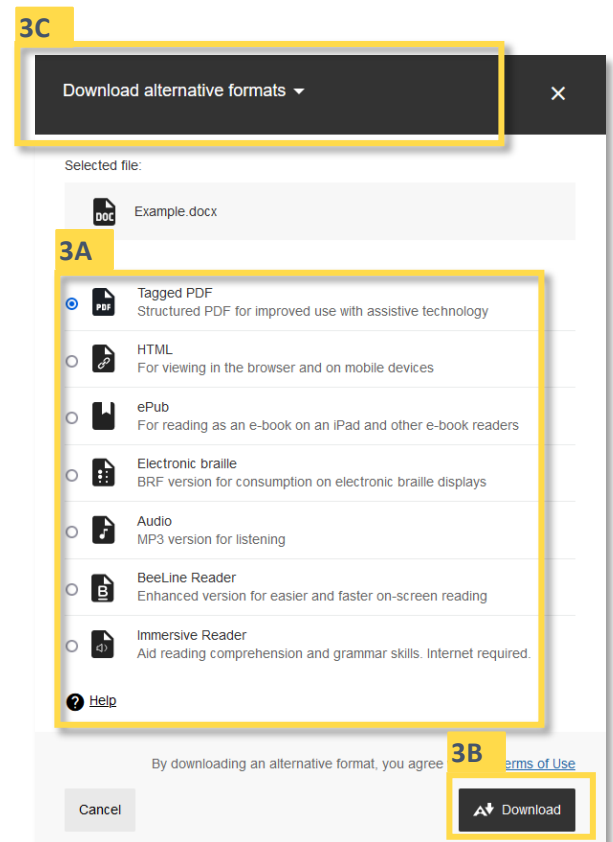 3C
Download alternative formats
Selected file:
DOC
Example.docx
3A
PDF
Tagged PDF
Structured PDF for improved use with assistive technology
HTML
For viewing in the browser and on mobile devices
ePub
For reading as an e-book on an iPad and other e-book readers
Electronic braille
BRF version for consumption on electronic braille displays
Audio
MP3 version for listening
B
BeeLine Reader
Enhanced version for easier and faster on-screen reading
Immersive Reader
Aid reading comprehension and grammar skills. Internet required.
? Help
3B
By downloading an alternative format, you agree erms of Use
Cancel
A Download